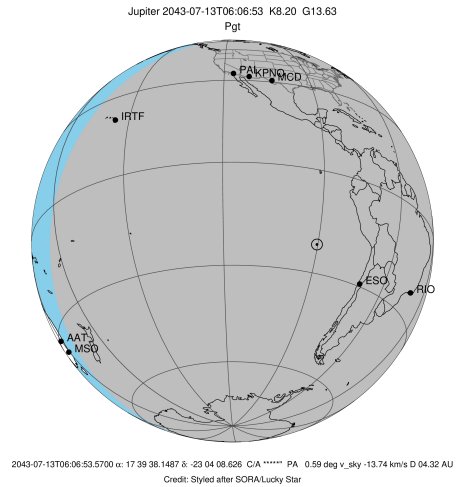 Jupiter 2043-07-13T06:06:53  K8.20  G13.63
Pgt
PAL
KPNO
MCD
IRTF
ESO
RIO
AAT
MSO
2043-07-13T06:06:53.5700 α: 17 39 38.1487 δ: -23 04 08.626  C/A *****"  PA   0.59 deg v_sky -13.74 km/s D 04.32 AU
Credit: Styled after SORA/Lucky Star